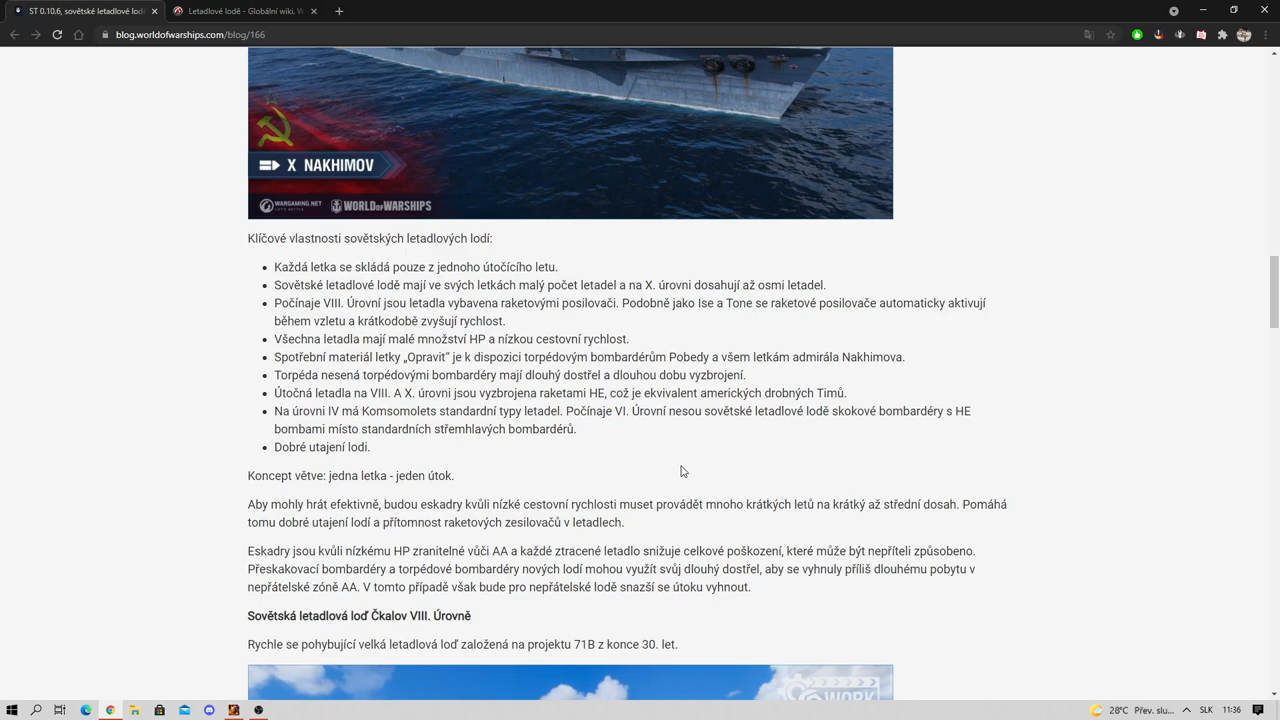 ST 0.10.6, sovětské letadlové lodi
Letadlové lodě - Globální wiki. W
blog.worldofwarships.com/blog/166
X NAKHIMOV
WARGAMING.NET
LET'S BATTLE
WORLD OF WARSHIPS
Klíčové vlastnosti sovětských letadlových lodí:
Každá letka se skládá pouze z jednoho útočícího letu.
Sovětské letadlové lodě mají ve svých letkách malý počet letadel a na X. úrovni dosahují až osmi letadel.
Počínaje VIII. Úrovní jsou letadla vybavena raketovými posilovači. Podobně jako Ise a Tone se raketové posilovače automaticky aktivují
během vzletu a krátkodobě zvyšují rychlost.
Všechna letadla mají malé množství HP a nízkou cestovní rychlost.
Spotřební materiál letky „Opravit“ je k dispozici torpédovým bombardérům Pobedy a všem letkám admirála Nakhimova.
Torpéda nesená torpédovými bombardéry mají dlouhý dostřel a dlouhou dobu vyzbrojení.
Útočná letadla na VIII. A X. úrovni jsou vyzbrojena raketami HE, což je ekvivalent amerických drobných Timů.
Na úrovni IV má Komsomolets standardní typy letadel. Počínaje VI. Úrovní nesou sovětské letadlové lodě skokové bombardéry s HE
bombami místo standardních střemhlavých bombardérů.
Dobré utajení lodi.
Koncept větve: jedna letka - jeden útok.
Aby mohly hrát efektivně, budou eskadry kvůli nízké cestovní rychlosti muset provádět mnoho krátkých letů na krátký až střední dosah. Pomáhá
tomu dobré utajení lodí a přítomnost raketových zesilovačů v letadlech.
Eskadry jsou kvůli nízkému HP zranitelné vůči AA a každé ztracené letadlo snižuje celkové poškození, které může být nepříteli způsobeno.
Přeskakovací bombardéry a torpédové bombardéry nových lodí mohou využít svůj dlouhý dostřel, aby se vyhnuly příliš dlouhému pobytu v
nepřátelské zóně AA. V tomto případě však bude pro nepřátelské lodě snazší se útoku vyhnout.
Sovětská letadlová loď Čkalov VIII. Úrovně
Rychle se pohybující velká letadlová loď založená na projektu 71B z konce 30. let.
WORK
28°C Přev. slu...
SLK
11:36